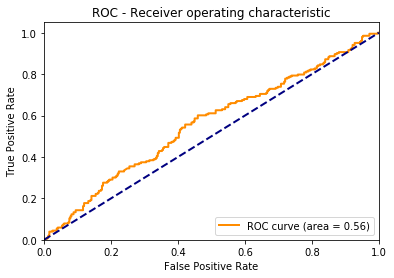 ROC - Receiver operating characteristic
True Positive Rate
1.0
0.8
0.6
0.4
0.2
0.0
0.0 0.2 0.4 0.6 0.8 1.0
False Positive Rate
ROC curve (area = 0.56)